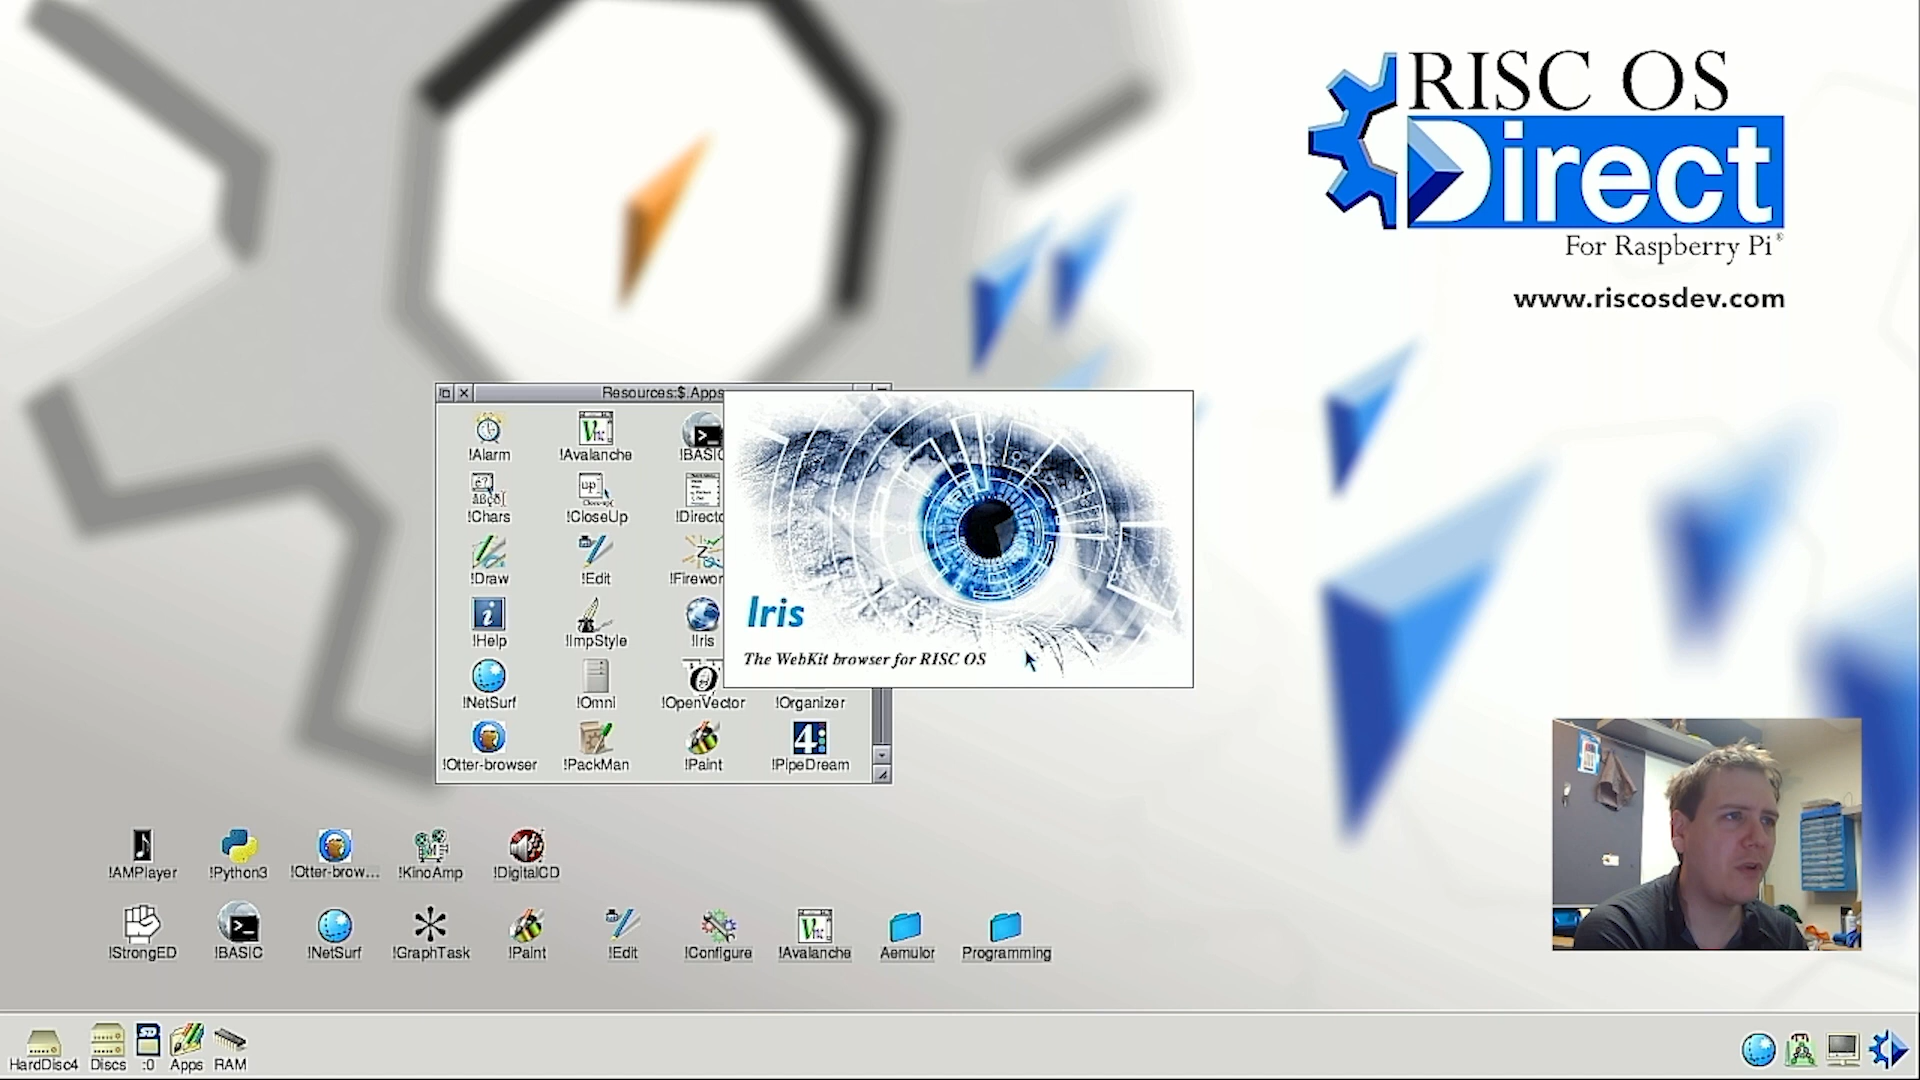 RISC OS
Direct
For Raspberry Pi®
www.riscosdev.com
Resources:$.Apps
!Alarm
!Avalanche
!BASIC
!Chars
!CloseUp
!Directo
!Draw
!Edit
!Firewor
!Help
!ImpStyle
!Iris
Iris
The WebKit browser for RISC OS
!NetSurf
!Omni
!OpenVector
!Organizer
!Otter-browser
!PackMan
!Paint
!PipeDream
!AMPlayer
!Python3
!Otter-brow...
!KinoAmp
!DigitalCD
!StrongED
!BASIC
!NetSurf
!GraphTask
!Paint
!Edit
!Configure
!Avalanche
Aemulor
Programming
HardDisc4
Discs
:0
Apps
RAM